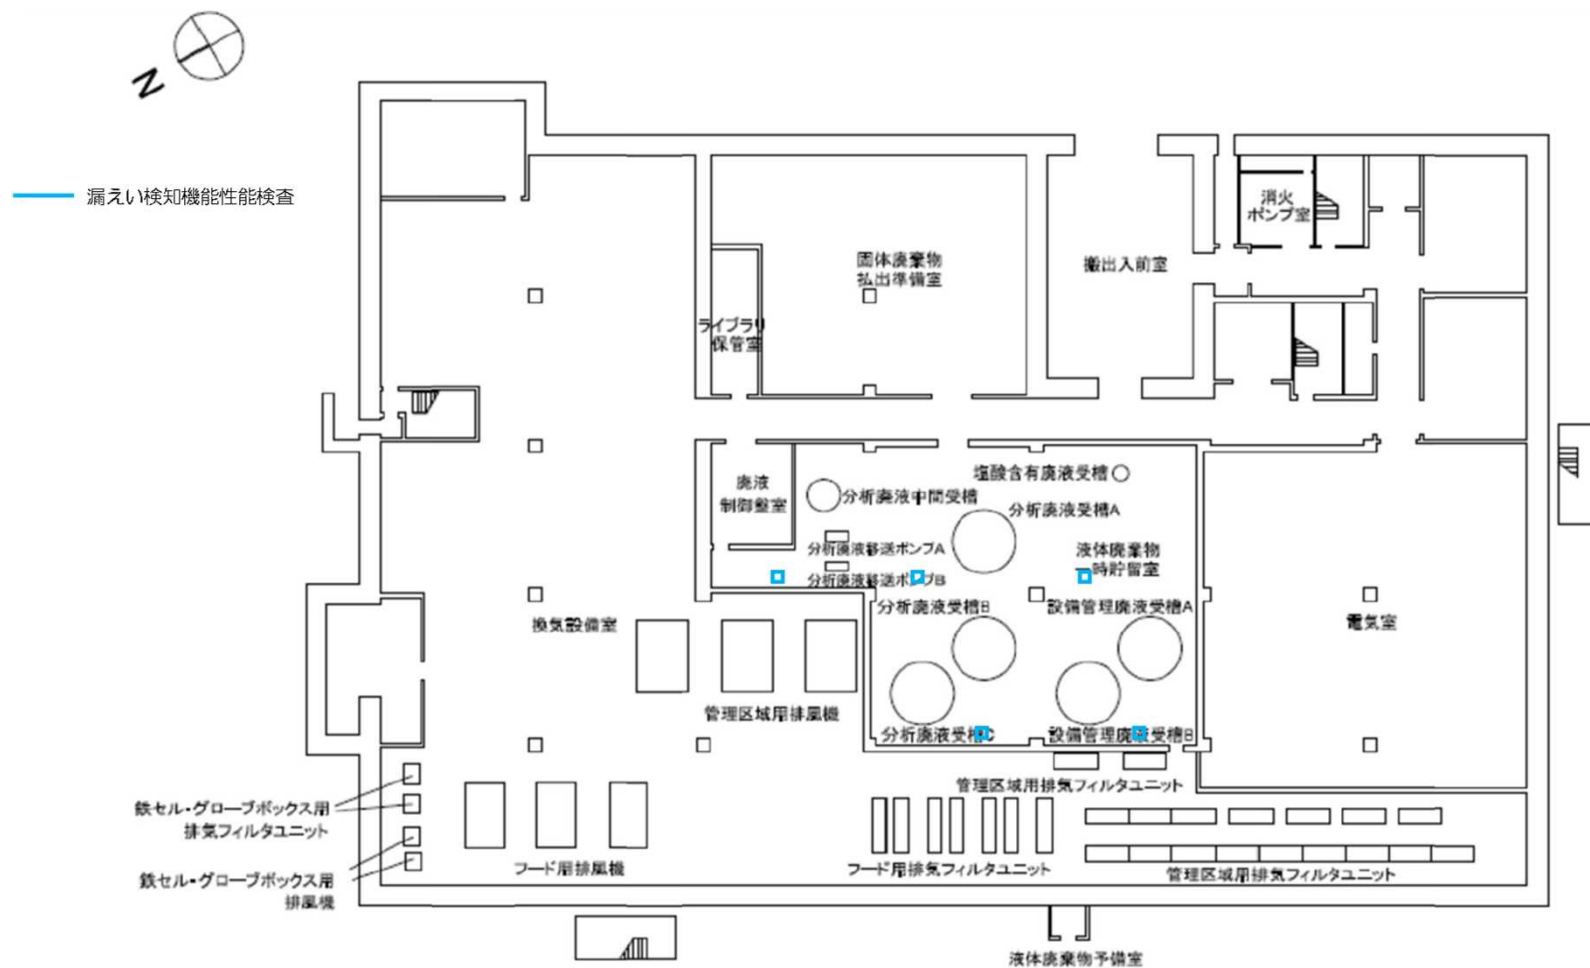 N
漏えい検知機能性能検査
消火
ポンプ室
固体廃棄物
払出準備室
搬出入前室
ライブラリ
保管室
塩酸含有廃液受槽
廃液
制御盤室
分析廃液中間受槽
分析廃液受槽A
分析廃液移送ポンプA
液体廃棄物
一時貯留室
分析廃液移送ポンプB
分析廃液受槽B
設備管理廃液受槽A
換気設備室
電気室
管理区域用排風機
分析廃液受槽C
設備管理廃液受槽B
管理区域用排気フィルタユニット
鉄セル・グローブボックス用
排気フィルタユニット
フード用排風機
フード用排気フィルタユニット
管理区域用排気フィルタユニット
鉄セル・グローブボックス用
排風機
液体廃棄物予備室